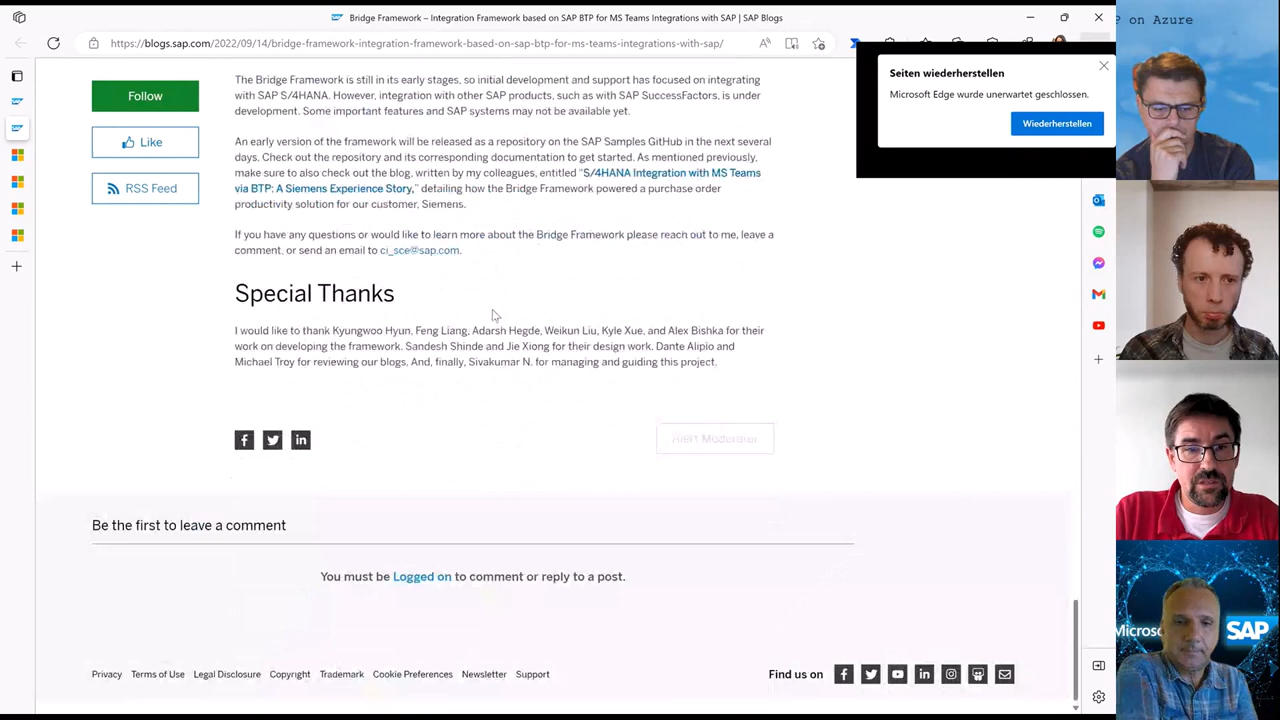 Bridge Framework – Integration Framework based on SAP BTP for MS Teams Integrations with SAP | SAP Blogs
https://blogs.sap.com/2022/09/14/bridge-framework-integration-framework-based-on-sap-btp-for-ms-teams-integrations-with-sap/
P on Azure
Seiten wiederherstellen
Microsoft Edge wurde unerwartet geschlossen.
Wiederherstellen
Follow
Like
RSS Feed
The Bridge Framework is still in its early stages, so initial development and support has focused on integrating
with SAP S/4HANA. However, integration with other SAP products, such as with SAP SuccessFactors, is under
development. Some important features and SAP systems may not be available yet.
An early version of the framework will be released as a repository on the SAP Samples GitHub in the next several
days. Check out the repository and its corresponding documentation to get started. As mentioned previously,
make sure to also check out the blog, written by my colleagues, entitled “S/4HANA Integration with MS Teams
via BTP: A Siemens Experience Story,” detailing how the Bridge Framework powered a purchase order
productivity solution for our customer, Siemens.
If you have any questions or would like to learn more about the Bridge Framework please reach out to me, leave a
comment, or send an email to ci_sce@sap.com.
Special Thanks
I would like to thank Kyungwoo Hyun, Feng Liang, Adarsh Hegde, Weikun Liu, Kyle Xue, and Alex Bishka for their
work on developing the framework. Sandesh Shinde and Jie Xiong for their design work. Dante Alipio and
Michael Troy for reviewing our blogs, And, finally, Sivakumar N. for managing and guiding this project.
Alert Moderator
Be the first to leave a comment
You must be Logged on to comment or reply to a post.
Privacy Terms of Use Legal Disclosure Copyright Trademark Cookie Preferences Newsletter Support
Find us on
Microso
SAP